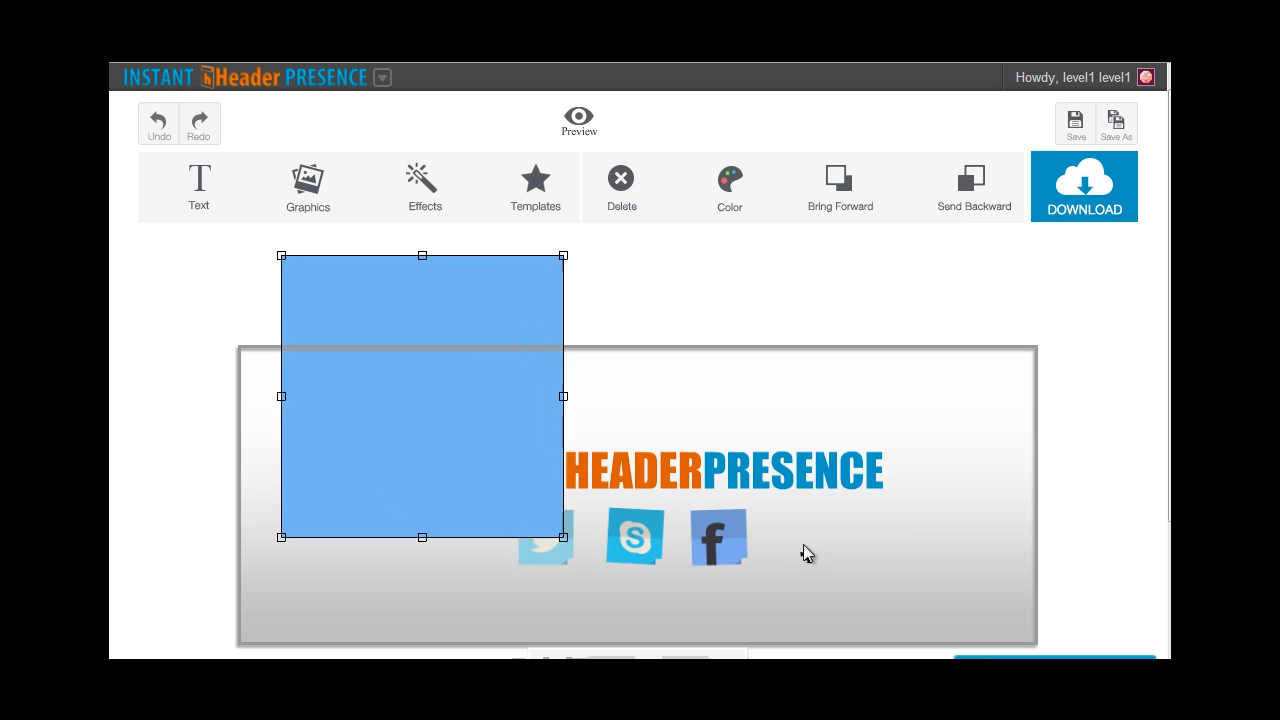 INSTANT Header PRESENCE
Howdy, level1 level1
Undo Redo
Preview
Save Save As
Text Graphics Effects Templates Delete Color Bring Forward Send Backward DOWNLOAD
HEADERPRESENCE